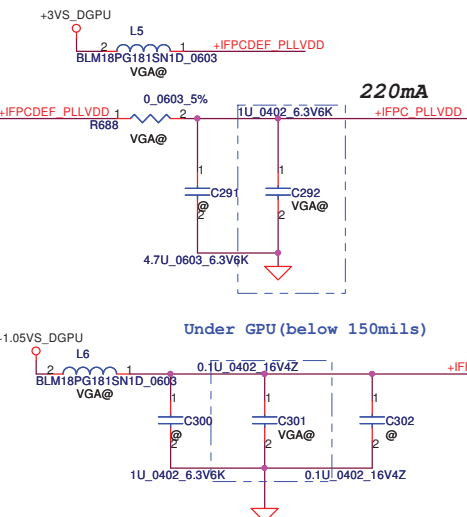 +3VS_DGPU
L5
2 1 +IFPCDEF_PLLVDD
BLM18PG181SN1D_0603
VGA@
220mA
0_0603_5%
1U_0402_6.3V6K
+IFPCDEF_PLLVDD 1 2 +IFPC_PLLVDD
R688
VGA@
1 1
C291 C292
@ VGA@
2 2
4.7U_0603_6.3V6K
Under GPU(below 150mils)
-1.05VS_DGPU
L6
2 1 0.1U_0402_16V4Z +IFI
BLM18PG181SN1D_0603
VGA@
1 1 1
C300 C301 C302
@ VGA@ @
2 2 2
1U_0402_6.3V6K 0.1U_0402_16V4Z